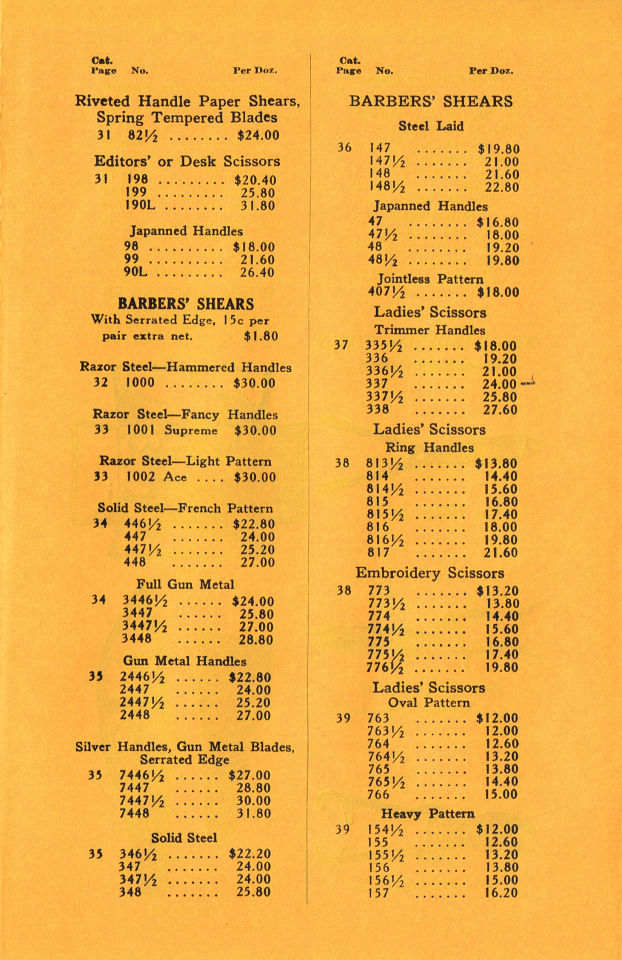 Cat.
Page No. Per Doz.
Riveted Handle Paper Shears,
Spring Tempered Blades
31 82½ ........ $24.00
Editors' or Desk Scissors
31 198 ......... $20.40
199 ......... 25.80
190L ........ 31.80
Japanned Handles
98 .......... $18.00
99 .......... 21.60
90L ......... 26.40
BARBERS' SHEARS
With Serrated Edge, 15c per
pair extra net. $1.80
Razor Steel—Hammered Handles
32 1000 ........ $30.00
Razor Steel—Fancy Handles
33 1001 Supreme $30.00
Razor Steel—Light Pattern
33 1002 Ace .... $30.00
Solid Steel—French Pattern
34 446½ ....... $22.80
447 ....... 24.00
447½ ....... 25.20
448 ....... 27.00
Full Gun Metal
34 3446½ ...... $24.00
3447 ...... 25.80
3447½ ...... 27.00
3448 ...... 28.80
Gun Metal Handles
35 2446½ ...... $22.80
2447 ...... 24.00
2447½ ...... 25.20
2448 ...... 27.00
Silver Handles, Gun Metal Blades,
Serrated Edge
35 7446½ ...... $27.00
7447 ...... 28.80
7447½ ...... 30.00
7448 ...... 31.80
Solid Steel
35 346½ ....... $22.20
347 ....... 24.00
347½ ....... 24.00
348 ....... 25.80
Cat.
Page No. Per Doz.
BARBERS' SHEARS
Steel Laid
36 147 ....... $19.80
147½ ....... 21.00
148 ....... 21.60
148½ ....... 22.80
Japanned Handles
47 ........ $16.80
47½ ........ 18.00
48 ........ 19.20
48½ ........ 19.80
Jointless Pattern
407½ ....... $18.00
Ladies' Scissors
Trimmer Handles
37 335½ ....... $18.00
336 ....... 19.20
336½ ....... 21.00
337 ....... 24.00
337½ ....... 25.80
338 ....... 27.60
Ladies' Scissors
Ring Handles
38 813½ ....... $13.80
814 ....... 14.40
814½ ....... 15.60
815 ....... 16.80
815½ ....... 17.40
816 ....... 18.00
816½ ....... 19.80
817 ....... 21.60
Embroidery Scissors
38 773 ....... $13.20
773½ ....... 13.80
774 ....... 14.40
774½ ....... 15.60
775 ....... 16.80
775½ ....... 17.40
776½ ....... 19.80
Ladies' Scissors
Oval Pattern
39 763 ....... $12.00
763½ ....... 12.00
764 ....... 12.60
764½ ....... 13.20
765 ....... 13.80
765½ ....... 14.40
766 ....... 15.00
Heavy Pattern
39 154½ ....... $12.00
155 ....... 12.60
155½ ....... 13.20
156 ....... 13.80
156½ ....... 15.00
157 ....... 16.20